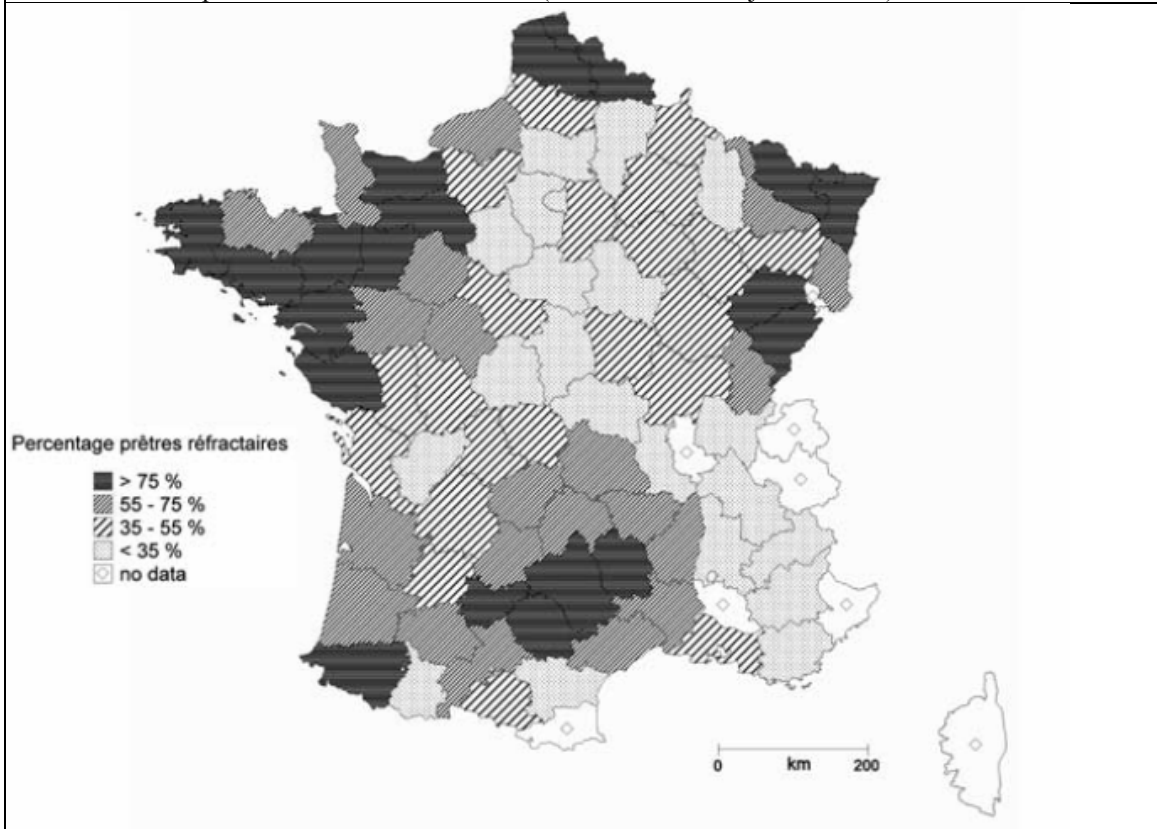 Percentage prêtres réfractaires
> 75 %
55 - 75 %
35 - 55 %
< 35 %
no data
0 km 200